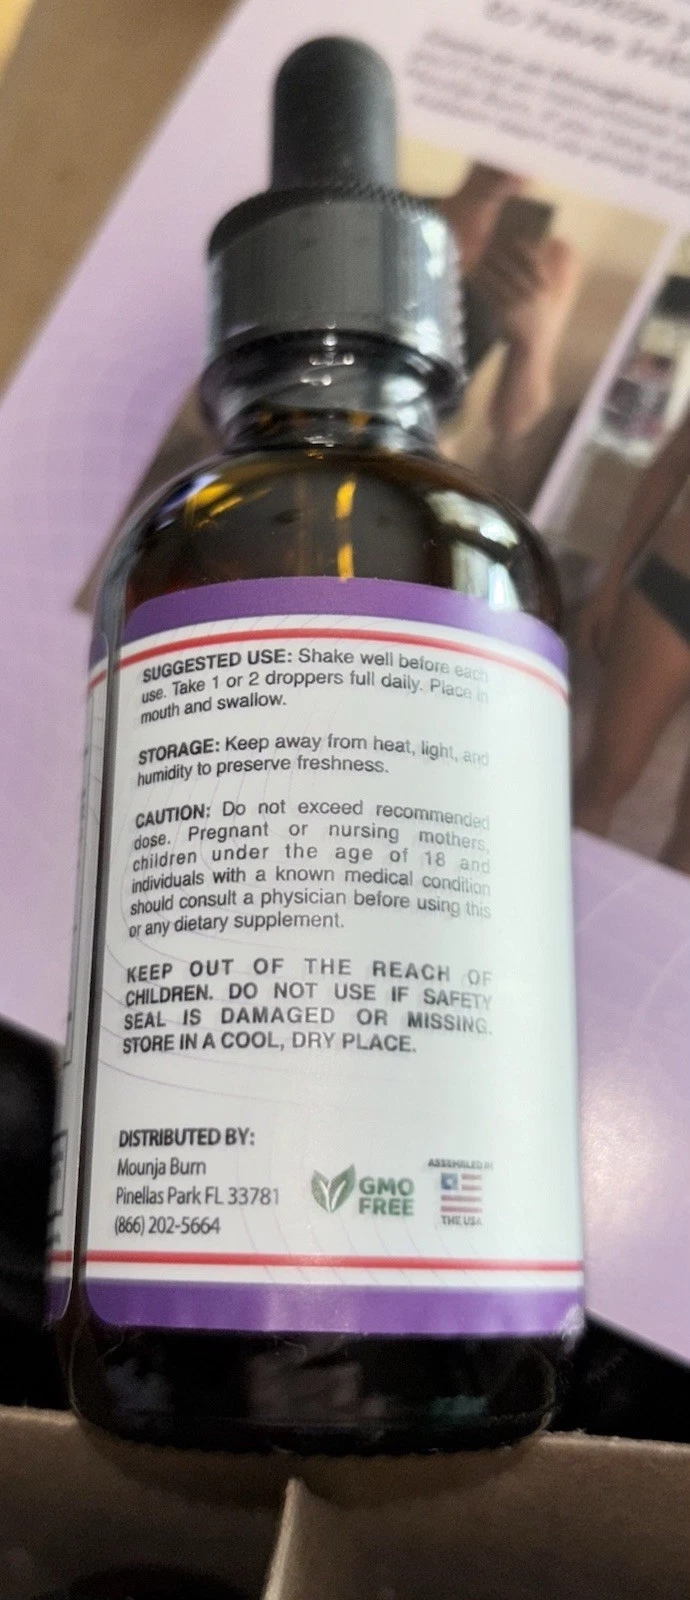 to have
SUGGESTED USE: Shake well before each
use. Take 1 or 2 droppers full daily. Place in
mouth and swallow.
STORAGE: Keep away from heat, light, and
humidity to preserve freshness.
CAUTION: Do not exceed recommended
dose. Pregnant or nursing mothers,
children under the age of 18 and
individuals with a known medical condition
should consult a physician before using this
or any dietary supplement.
KEEP OUT OF THE REACH OF
CHILDREN. DO NOT USE IF SAFETY
SEAL IS DAMAGED OR MISSING.
STORE IN A COOL, DRY PLACE.
DISTRIBUTED BY:
Mounja Burn
Pinellas Park FL 33781
(866) 202-5664
GMO
FREE
ASSEMBLED IN
THE USA